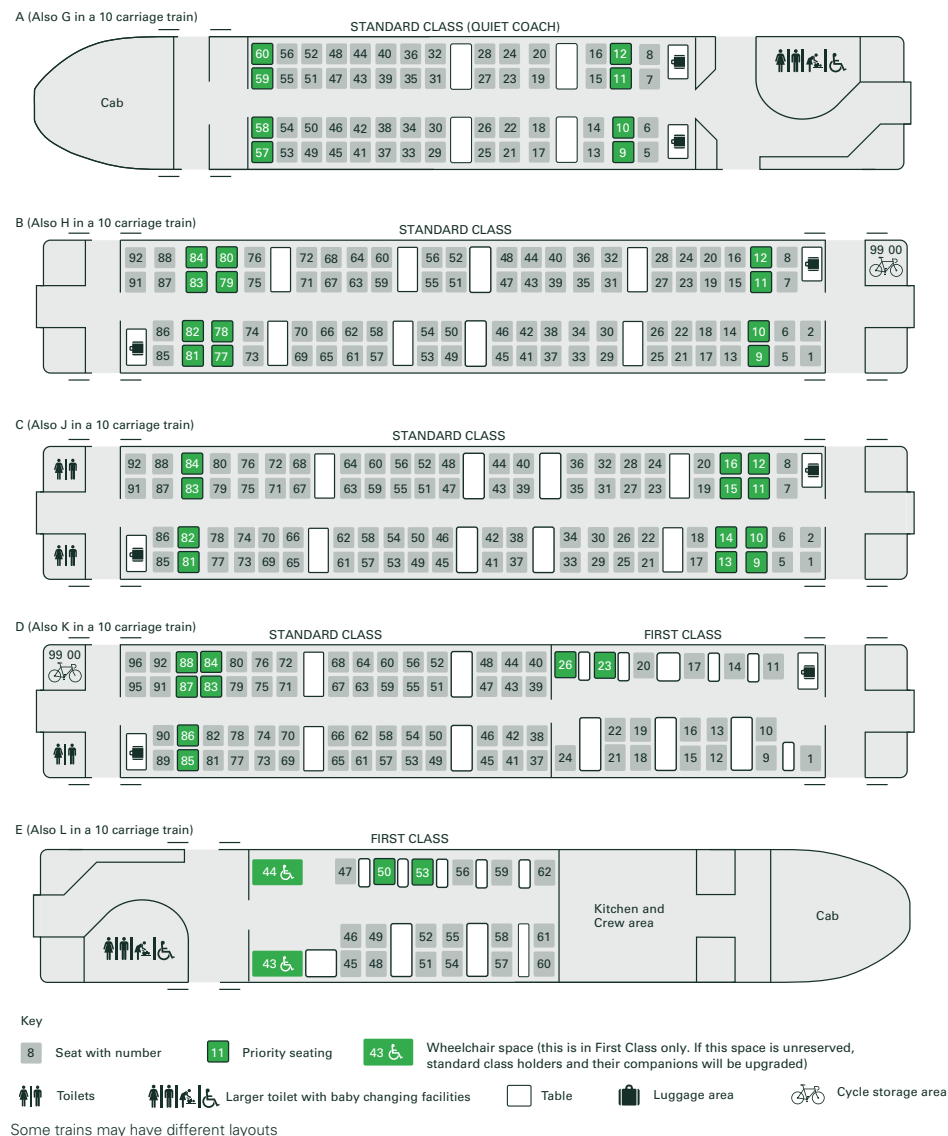 A (Also G in a 10 carriage train)
STANDARD CLASS (QUIET COACH)
60 56 52 48 44 40 36 32 28 24 20 16 12 8
59 55 51 47 43 39 35 31 27 23 19 15 11 7
Cab
58 54 50 46 42 38 34 30 26 22 18 14 10 6
57 53 49 45 41 37 33 29 25 21 17 13 9 5
B (Also H in a 10 carriage train)
STANDARD CLASS
99 00
92 88 84 80 76 72 68 64 60 56 52 48 44 40 36 32 28 24 20 16 12 8
91 87 83 79 75 71 67 63 59 55 51 47 43 39 35 31 27 23 19 15 11 7
86 82 78 74 70 66 62 58 54 50 46 42 38 34 30 26 22 18 14 10 6 2
85 81 77 73 69 65 61 57 53 49 45 41 37 33 29 25 21 17 13 9 5 1
C (Also J in a 10 carriage train)
STANDARD CLASS
92 88 84 80 76 72 68 64 60 56 52 48 44 40 36 32 28 24 20 16 12 8
91 87 83 79 75 71 67 63 59 55 51 47 43 39 35 31 27 23 19 15 11 7
86 82 78 74 70 66 62 58 54 50 46 42 38 34 30 26 22 18 14 10 6 2
85 81 77 73 69 65 61 57 53 49 45 41 37 33 29 25 21 17 13 9 5 1
D (Also K in a 10 carriage train)
STANDARD CLASS FIRST CLASS
99 00
96 92 88 84 80 76 72 68 64 60 56 52 48 44 40 26 23 20 17 14 11
95 91 87 83 79 75 71 67 63 59 55 51 47 43 39
90 86 82 78 74 70 66 62 58 54 50 46 42 38 22 19 16 13 10
89 85 81 77 73 69 65 61 57 53 49 45 41 37 24 21 18 15 12 9 1
E (Also L in a 10 carriage train)
FIRST CLASS
44 47 50 53 56 59 62
Kitchen and
Crew area
Cab
46 49 52 55 58 61
43 45 48 51 54 57 60
Key
8 Seat with number
11 Priority seating
43 Wheelchair space (this is in First Class only. If this space is unreserved,
standard class holders and their companions will be upgraded)
Toilets
Larger toilet with baby changing facilities
Table
Luggage area
Cycle storage area
Some trains may have different layouts